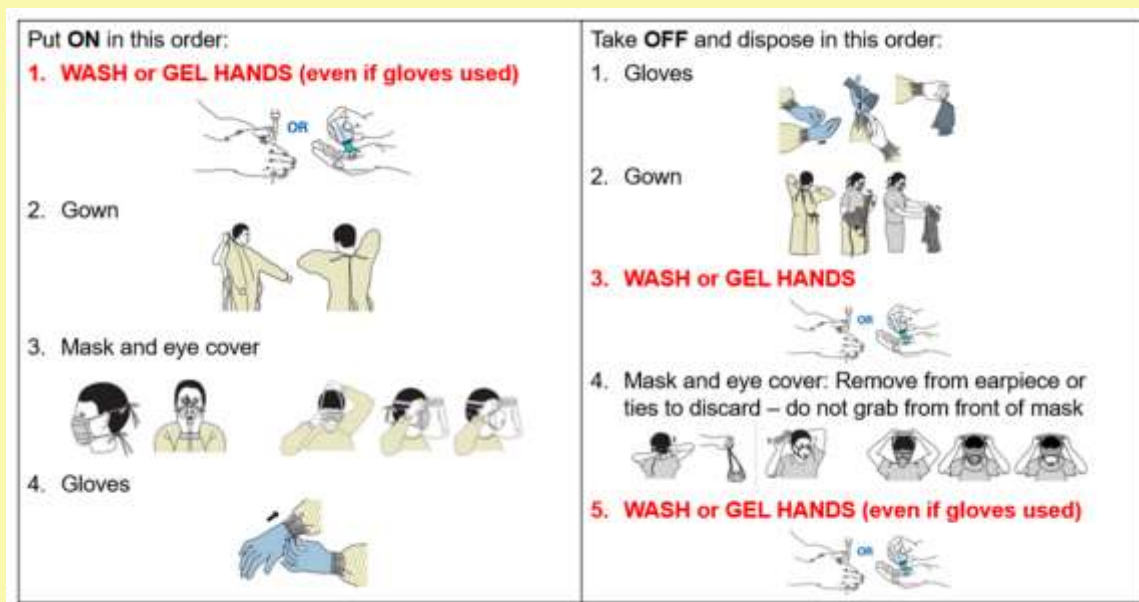 Put ON in this order:
1. WASH or GEL HANDS (even if gloves used)
OR
2. Gown
3. Mask and eye cover
4. Gloves
Take OFF and dispose in this order:
1. Gloves
2. Gown
3. WASH or GEL HANDS
OR
4. Mask and eye cover: Remove from earpiece or
ties to discard – do not grab from front of mask
5. WASH or GEL HANDS (even if gloves used)
OR